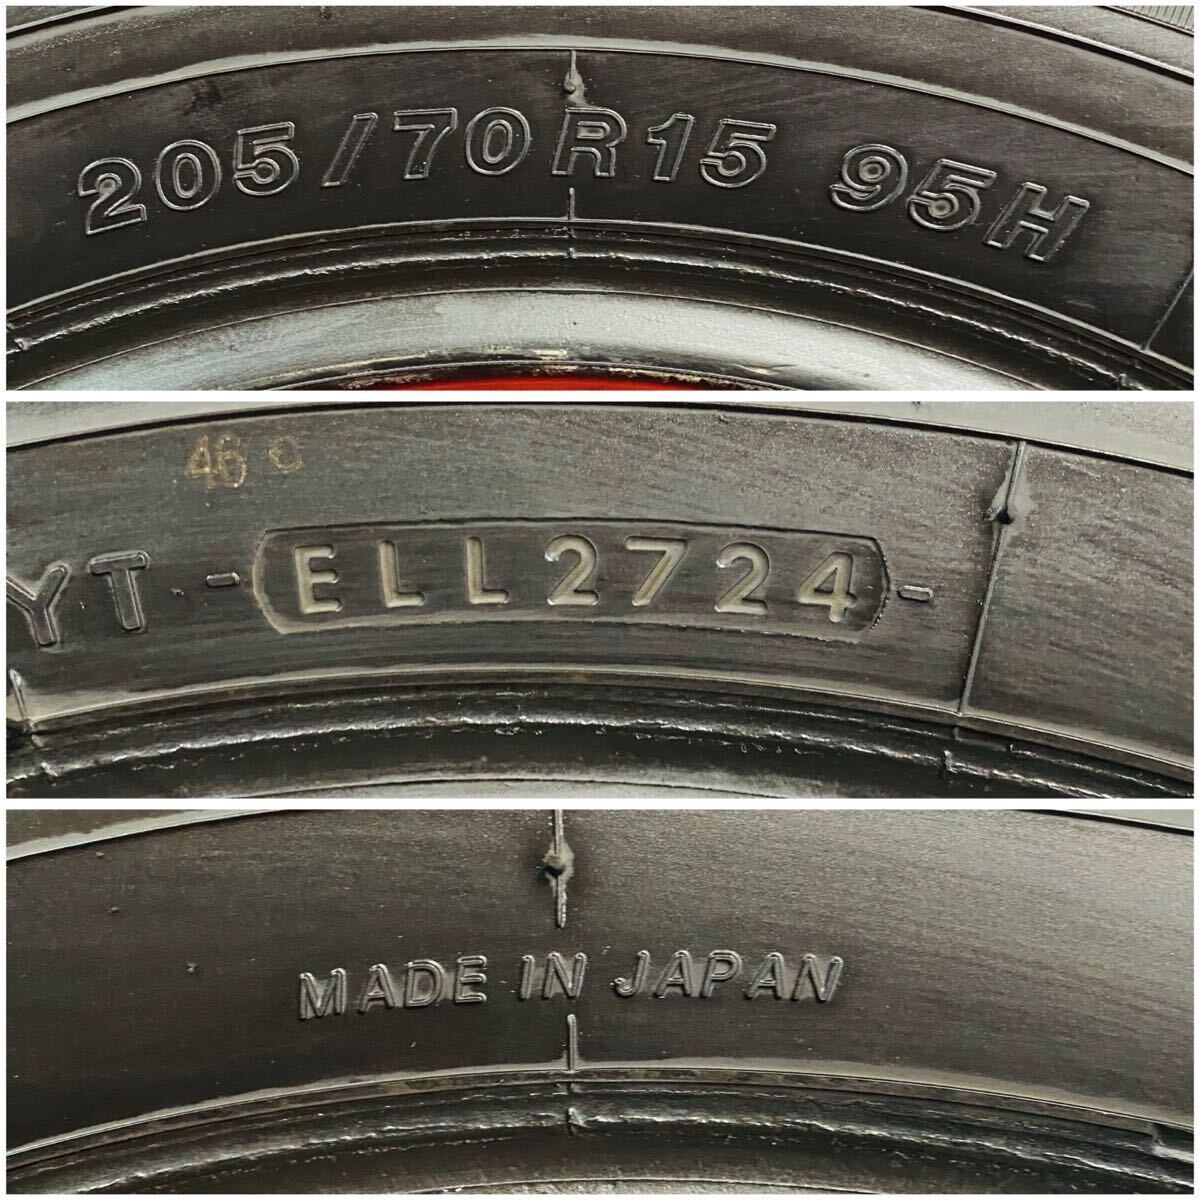 205/70R15 95H
46 C
YT - ELL2724 -
MADE IN JAPAN